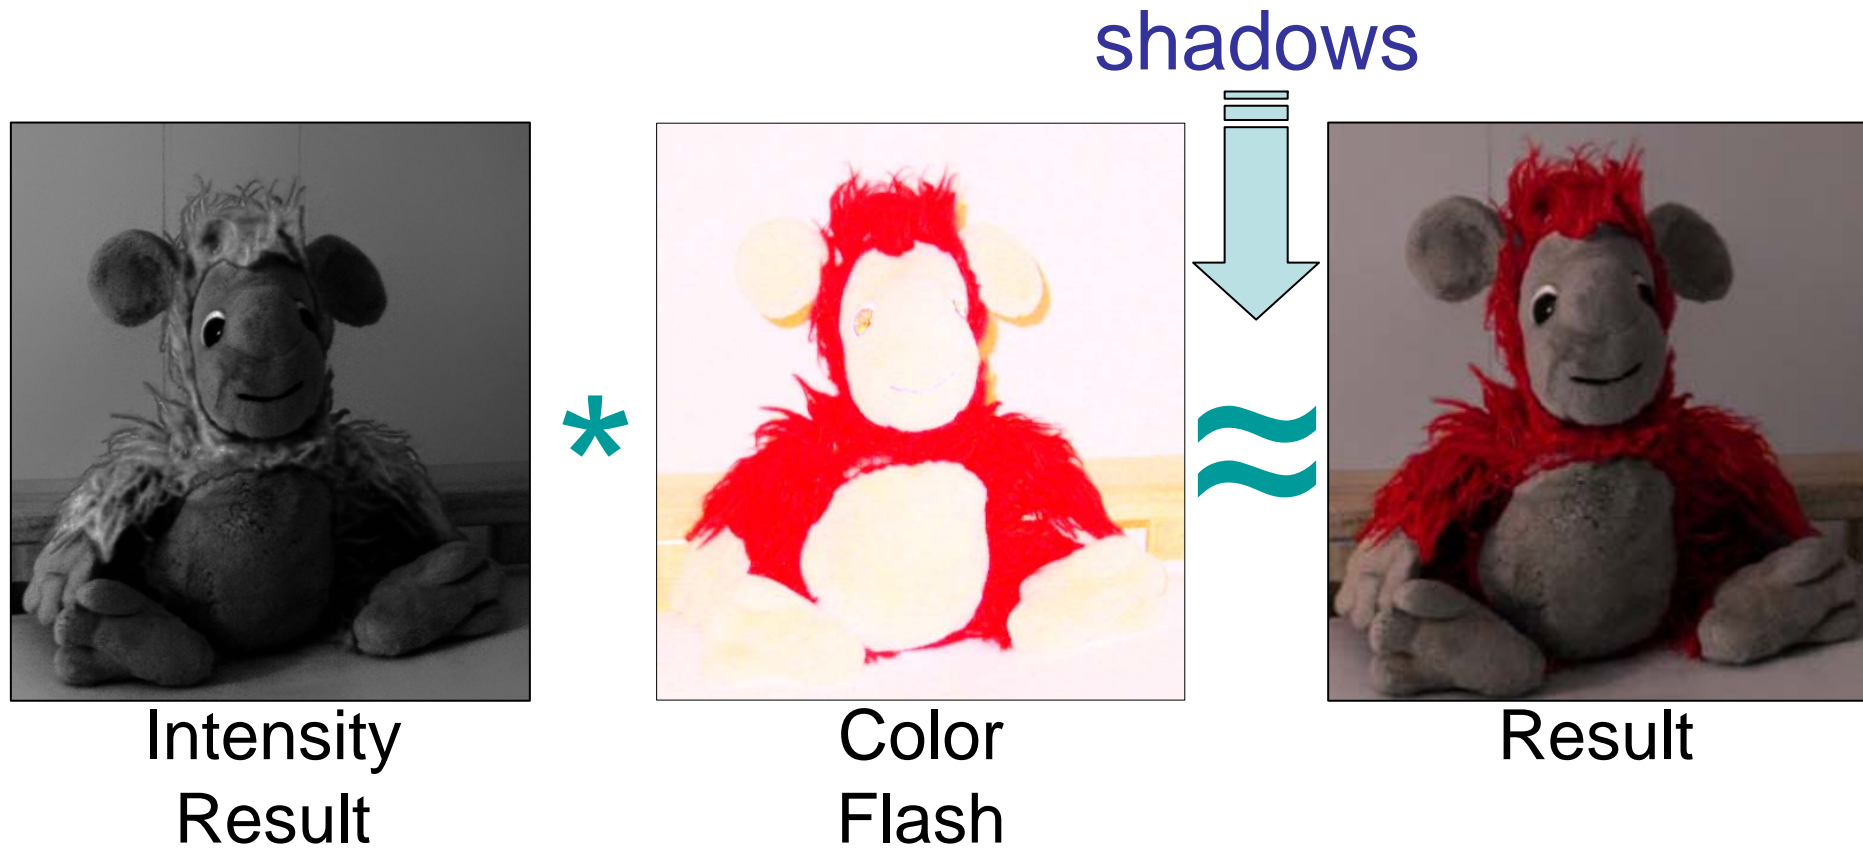 shadows
*
≈
Intensity
Result
Color
Flash
Result